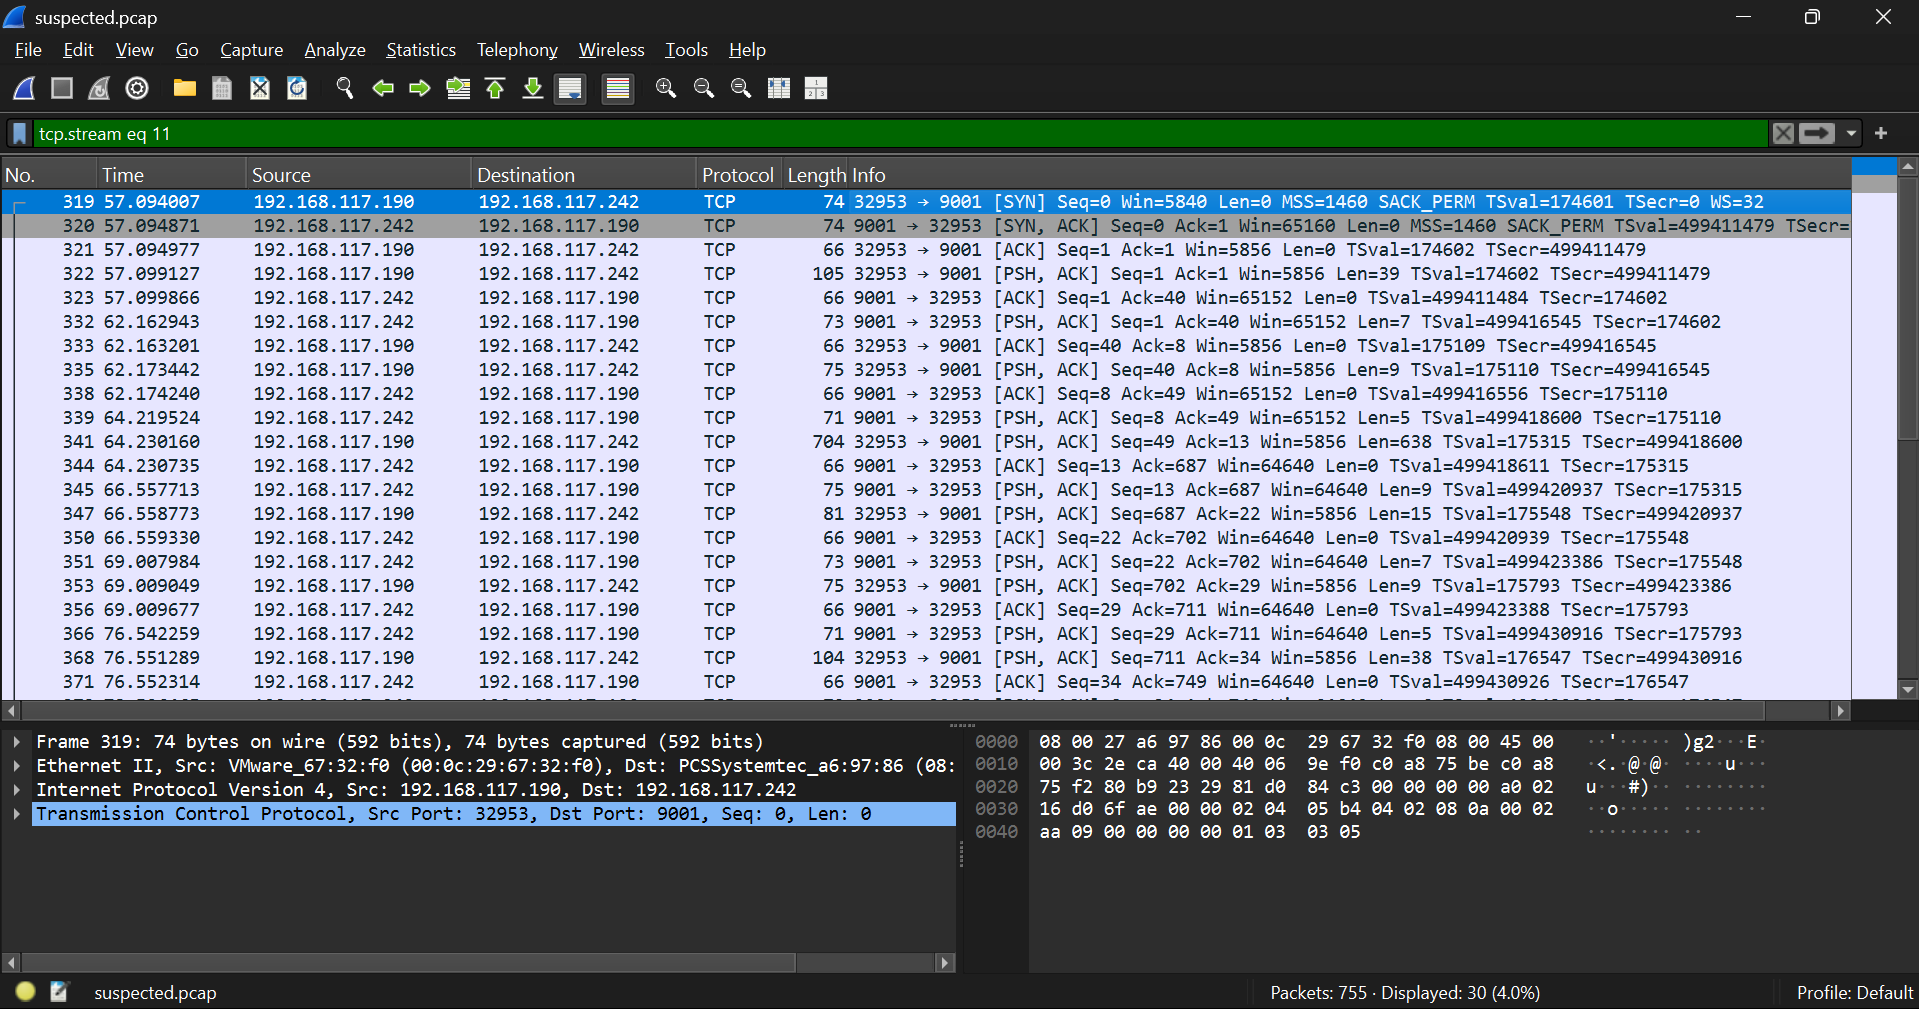 suspected.pcap
File Edit View Go Capture Analyze Statistics Telephony Wireless Tools Help
tcp.stream eq 11
No. Time Source Destination Protocol Length Info
319 57.094007 192.168.117.190 192.168.117.242 TCP 74 32953 → 9001 [SYN] Seq=0 Win=5840 Len=0 MSS=1460 SACK_PERM TSval=174601 TSecr=0 WS=32
320 57.094871 192.168.117.242 192.168.117.190 TCP 74 9001 → 32953 [SYN, ACK] Seq=0 Ack=1 Win=65160 Len=0 MSS=1460 SACK_PERM TSval=499411479 TSecr=
321 57.094977 192.168.117.190 192.168.117.242 TCP 66 32953 → 9001 [ACK] Seq=1 Ack=1 Win=5856 Len=0 TSval=174602 TSecr=499411479
322 57.099127 192.168.117.190 192.168.117.242 TCP 105 32953 → 9001 [PSH, ACK] Seq=1 Ack=1 Win=5856 Len=39 TSval=174602 TSecr=499411479
323 57.099866 192.168.117.242 192.168.117.190 TCP 66 9001 → 32953 [ACK] Seq=1 Ack=40 Win=65152 Len=0 TSval=499411484 TSecr=174602
332 62.162943 192.168.117.242 192.168.117.190 TCP 73 9001 → 32953 [PSH, ACK] Seq=1 Ack=40 Win=65152 Len=7 TSval=499416545 TSecr=174602
333 62.163201 192.168.117.190 192.168.117.242 TCP 66 32953 → 9001 [ACK] Seq=40 Ack=8 Win=5856 Len=0 TSval=175109 TSecr=499416545
335 62.173442 192.168.117.190 192.168.117.242 TCP 75 32953 → 9001 [PSH, ACK] Seq=40 Ack=8 Win=5856 Len=9 TSval=175110 TSecr=499416545
338 62.174240 192.168.117.242 192.168.117.190 TCP 66 9001 → 32953 [ACK] Seq=8 Ack=49 Win=65152 Len=0 TSval=499416556 TSecr=175110
339 64.219524 192.168.117.242 192.168.117.190 TCP 71 9001 → 32953 [PSH, ACK] Seq=8 Ack=49 Win=65152 Len=5 TSval=499418600 TSecr=175110
341 64.230160 192.168.117.190 192.168.117.242 TCP 704 32953 → 9001 [PSH, ACK] Seq=49 Ack=13 Win=5856 Len=638 TSval=175315 TSecr=499418600
344 64.230735 192.168.117.242 192.168.117.190 TCP 66 9001 → 32953 [ACK] Seq=13 Ack=687 Win=64640 Len=0 TSval=499418611 TSecr=175315
345 66.557713 192.168.117.242 192.168.117.190 TCP 75 9001 → 32953 [PSH, ACK] Seq=13 Ack=687 Win=64640 Len=9 TSval=499420937 TSecr=175315
347 66.558773 192.168.117.190 192.168.117.242 TCP 81 32953 → 9001 [PSH, ACK] Seq=687 Ack=22 Win=5856 Len=15 TSval=175548 TSecr=499420937
350 66.559330 192.168.117.242 192.168.117.190 TCP 66 9001 → 32953 [ACK] Seq=22 Ack=702 Win=64640 Len=0 TSval=499420939 TSecr=175548
351 69.007984 192.168.117.242 192.168.117.190 TCP 73 9001 → 32953 [PSH, ACK] Seq=22 Ack=702 Win=64640 Len=7 TSval=499423386 TSecr=175548
353 69.009049 192.168.117.190 192.168.117.242 TCP 75 32953 → 9001 [PSH, ACK] Seq=702 Ack=29 Win=5856 Len=9 TSval=175793 TSecr=499423386
356 69.009677 192.168.117.242 192.168.117.190 TCP 66 9001 → 32953 [ACK] Seq=29 Ack=711 Win=64640 Len=0 TSval=499423388 TSecr=175793
366 76.542259 192.168.117.242 192.168.117.190 TCP 71 9001 → 32953 [PSH, ACK] Seq=29 Ack=711 Win=64640 Len=5 TSval=499430916 TSecr=175793
368 76.551289 192.168.117.190 192.168.117.242 TCP 104 32953 → 9001 [PSH, ACK] Seq=711 Ack=34 Win=5856 Len=38 TSval=176547 TSecr=499430916
371 76.552314 192.168.117.242 192.168.117.190 TCP 66 9001 → 32953 [ACK] Seq=34 Ack=749 Win=64640 Len=0 TSval=499430926 TSecr=176547
Frame 319: 74 bytes on wire (592 bits), 74 bytes captured (592 bits)
Ethernet II, Src: VMware_67:32:f0 (00:0c:29:67:32:f0), Dst: PCSSystemtec_a6:97:86 (08:
Internet Protocol Version 4, Src: 192.168.117.190, Dst: 192.168.117.242
Transmission Control Protocol, Src Port: 32953, Dst Port: 9001, Seq: 0, Len: 0
0000 08 00 27 a6 97 86 00 0c 29 67 32 f0 08 00 45 00 ··'····· )g2···E·
0010 00 3c 2e ca 40 00 40 06 9e f0 c0 a8 75 be c0 a8 ·<.·@·@· ····u···
0020 75 f2 80 b9 23 29 81 d0 84 c3 00 00 00 00 a0 02 u···#)·· ········
0030 16 d0 6f ae 00 00 02 04 05 b4 04 02 08 0a 00 02 ··o····· ········
0040 aa 09 00 00 00 00 01 03 03 05 ········ ··
suspected.pcap
Packets: 755 · Displayed: 30 (4.0%)
Profile: Default